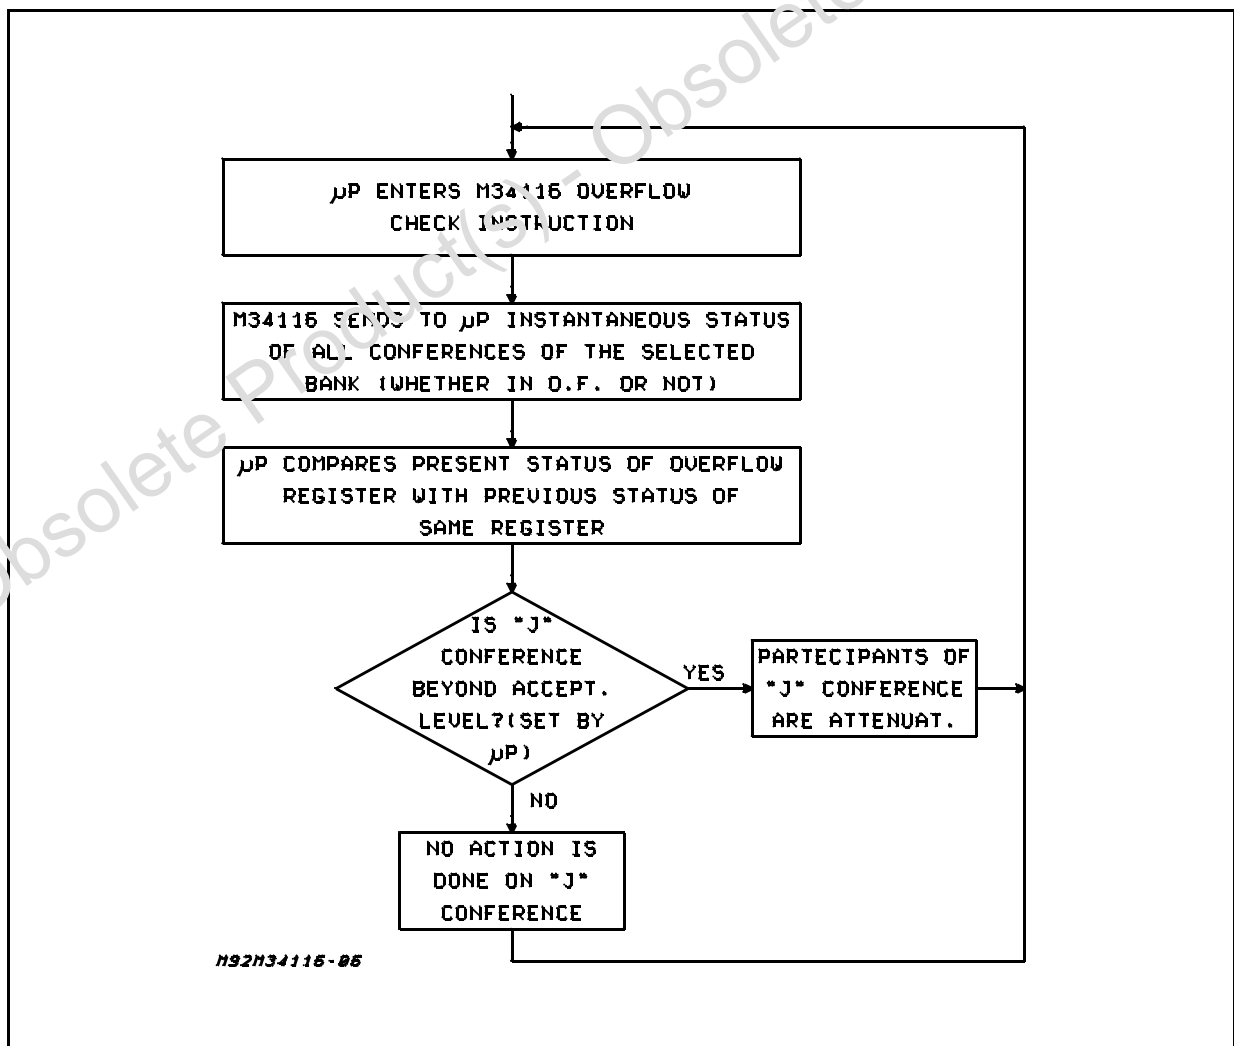 µP ENTERS M34116 OVERFLOW
CHECK INSTRUCTION
M34116 SENDS TO µP INSTANTANEOUS STATUS
OF ALL CONFERENCES OF THE SELECTED
BANK (WHETHER IN O.F. OR NOT)
µP COMPARES PRESENT STATUS OF OVERFLOW
REGISTER WITH PREVIOUS STATUS OF
SAME REGISTER
IS "J"
CONFERENCE
BEYOND ACCEPT.
LEVEL?(SET BY
µP)
YES
PARTECIPANTS OF
"J" CONFERENCE
ARE ATTENUAT.
NO
NO ACTION IS
DONE ON "J"
CONFERENCE
M92M34116-06
Obsolete Product(s) - Obsolete